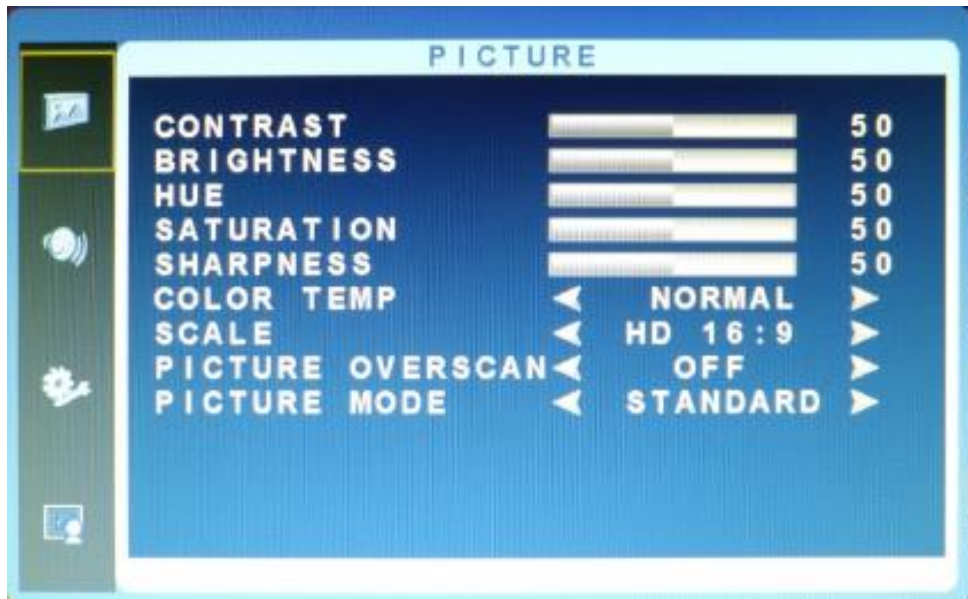 PICTURE
CONTRAST 50
BRIGHTNESS 50
HUE 50
SATURATION 50
SHARPNESS 50
COLOR TEMP NORMAL
SCALE HD 16:9
PICTURE OVERSCAN OFF
PICTURE MODE STANDARD